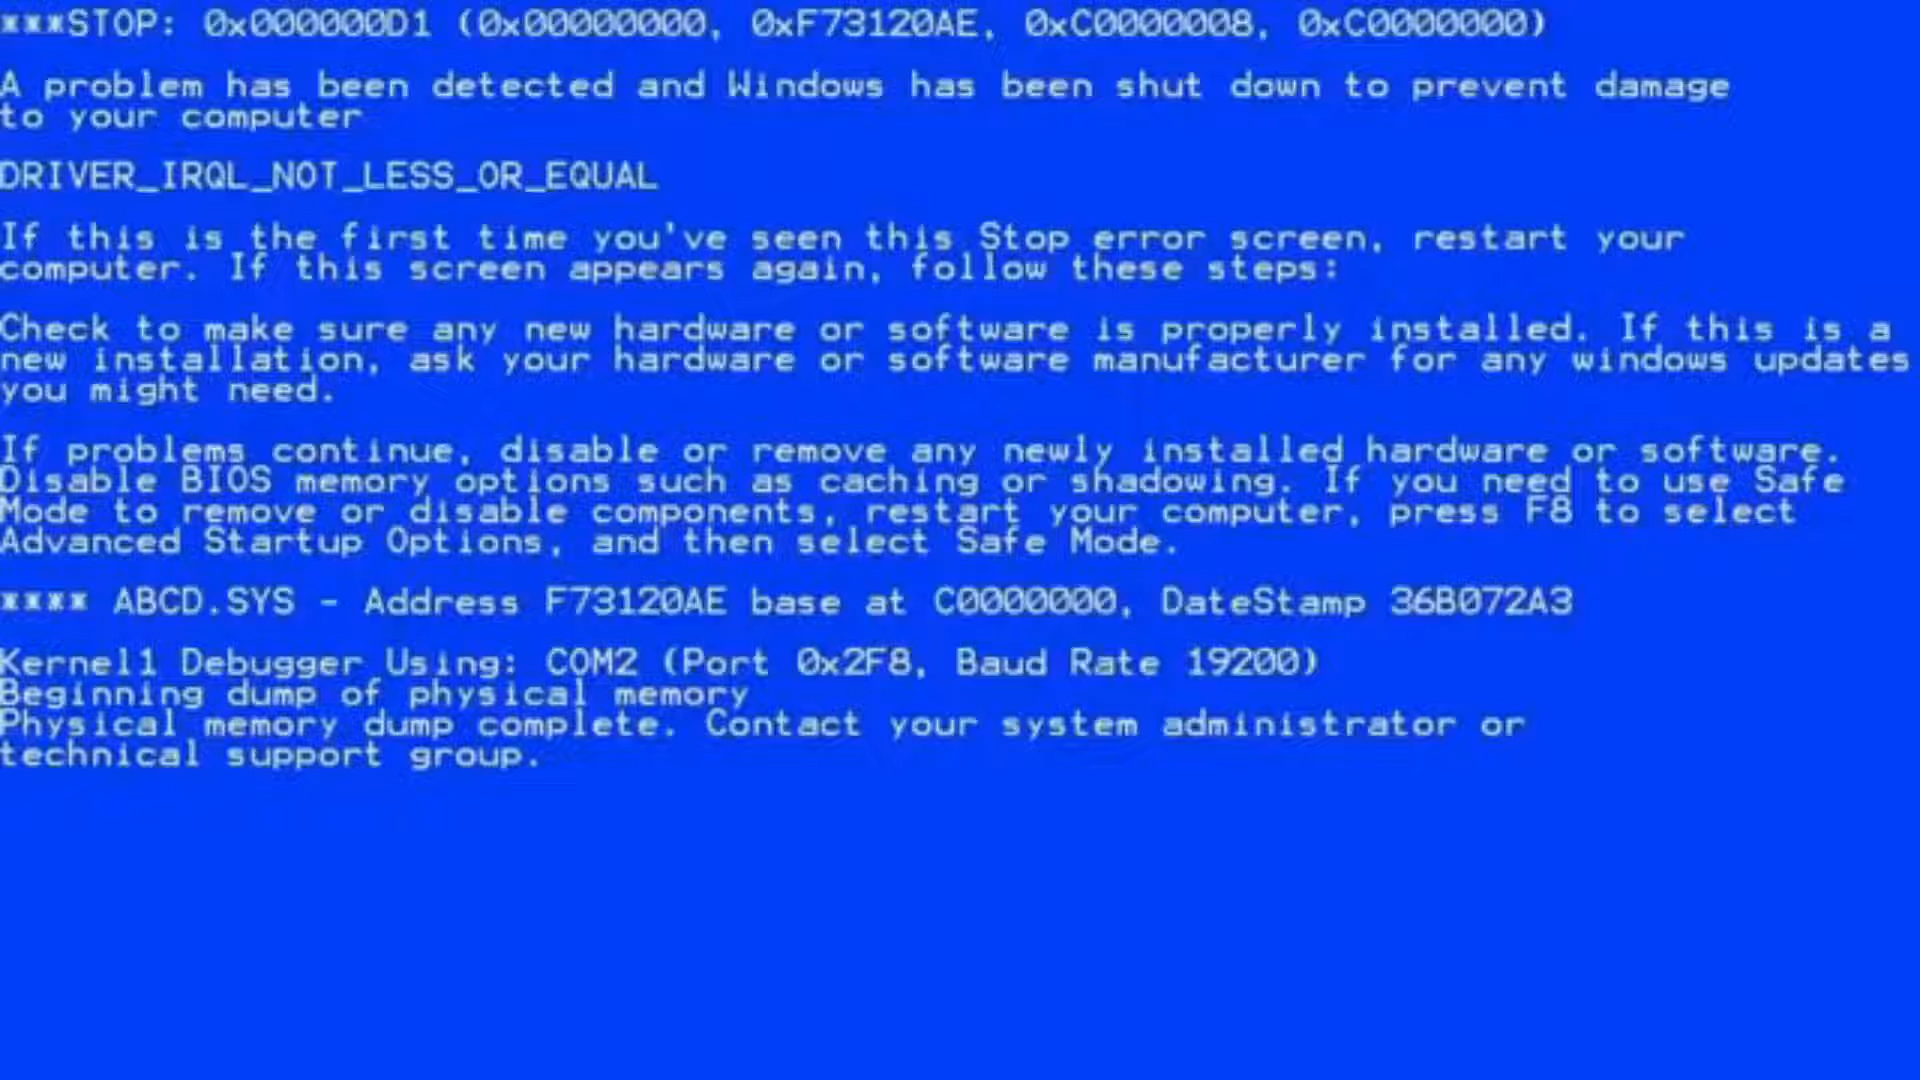 ***STOP: 0x000000D1 (0x00000000, 0xF73120AE, 0xC0000008, 0xC0000000)
A problem has been detected and Windows has been shut down to prevent damage
to your computer
DRIVER_IRQL_NOT_LESS_OR_EQUAL
If this is the first time you've seen this Stop error screen, restart your
computer. If this screen appears again, follow these steps:
Check to make sure any new hardware or software is properly installed. If this is a
new installation, ask your hardware or software manufacturer for any windows updates
you might need.
If problems continue, disable or remove any newly installed hardware or software.
Disable BIOS memory options such as caching or shadowing. If you need to use Safe
Mode to remove or disable components, restart your computer, press F8 to select
Advanced Startup Options, and then select Safe Mode.
**** ABCD.SYS - Address F73120AE base at C0000000, DateStamp 36B072A3
Kernel1 Debugger Using: COM2 (Port 0x2F8, Baud Rate 19200)
Beginning dump of physical memory
Physical memory dump complete. Contact your system administrator or
technical support group.